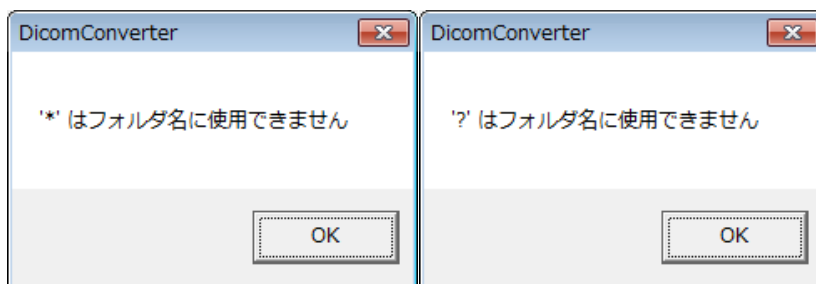 DicomConverter
'*' はフォルダ名に使用できません
OK
DicomConverter
'?' はフォルダ名に使用できません
OK